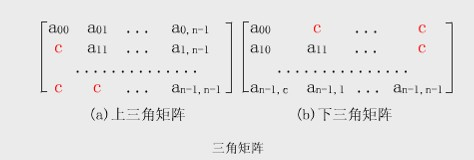 a00 a01 ... a0,n-1
c a11 ... a1,n-1
...............
c c ... an-1,n-1
(a)上三角矩阵
a00 c ... c
a10 a11 ... c
...............
an-1,c an-1,1 ... an-1,n-1
(b)下三角矩阵
三角矩阵